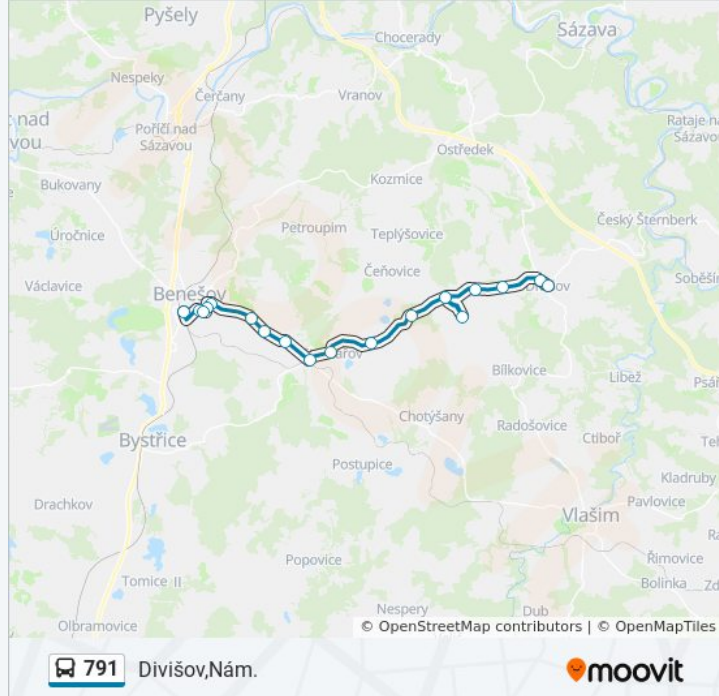 Pyšely
Sázava
Chocerady
Nespeky
Čerčany
Vranov
nad
Poříčí nad
Sázavou
Rataje na
Sázavou
Ostředek
Bukovany
Kozmice
Český Šternberk
Petroupim
Teplýšovice
Úročnice
Čeňovice
Václavice
Benešov
Bílkovice
Libež
Chotýšany
Radošovice
Ctiboř
Bystřice
Postupice
Kladruby
Pavlovice
Drachkov
Vlašim
Popovice
Římovice
Bolinka
Tomice II
Nespery
Dub
Olbramovice
© OpenStreetMap contributors | © OpenMapTiles
791 Divišov,Nám.
moovit